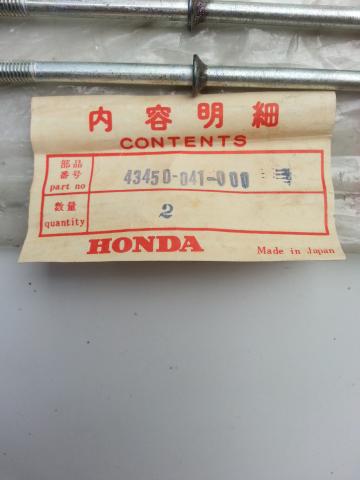 内容明細
CONTENTS
部品
番号
part no
43450-041-000
数量
quantity
2
HONDA
Made in Japan